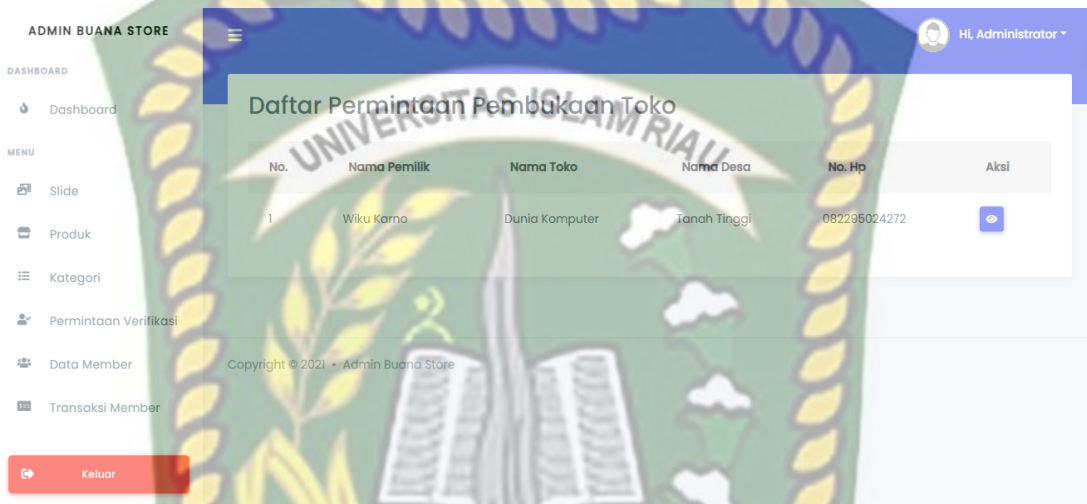 ADMIN BUANA STORE
Hi, Administrator
DASHBOARD
Dashboard
MENU
Slide
Produk
Kategori
Permintaan Verifikasi
Data Member
Transaksi Member
Keluar
Daftar Permintaan Pembukaan Toko
UNIVERSITAS ISLAM RIAU
No. Nama Pemilik Nama Toko Nama Desa No. Hp Aksi
1 Wiku Karno Dunia Komputer Tanah Tinggi 082295024272
Copyright © 2021 • Admin Buana Store